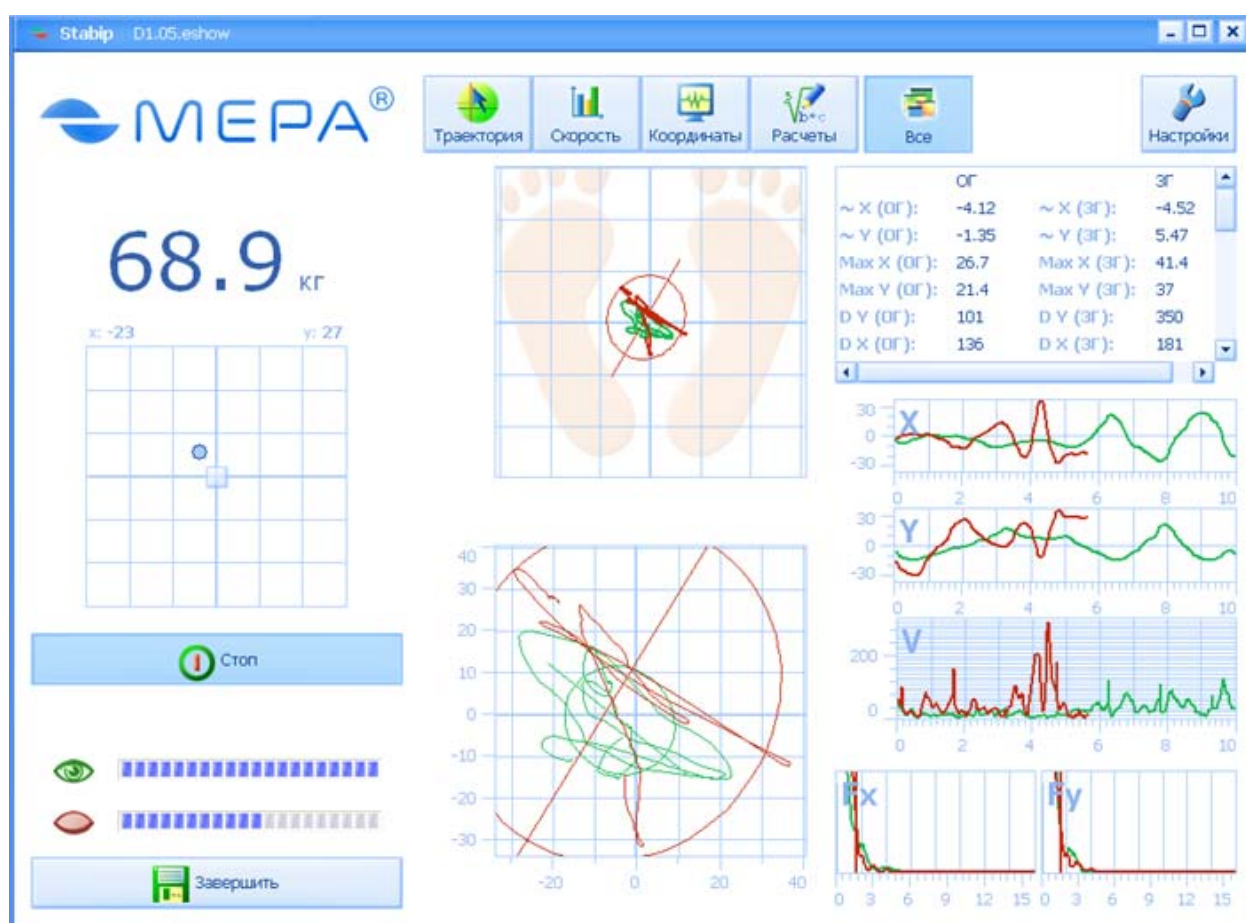 Stabip D1.05.eshow
МЕРА®
Траектория Скорость Координаты Расчеты Все Настройки
68.9 кг
x: -23 y: 27
ОГ ЗГ
~ X (ОГ): -4.12 ~ X (ЗГ): -4.52
~ Y (ОГ): -1.35 ~ Y (ЗГ): 5.47
Max X (ОГ): 26.7 Max X (ЗГ): 41.4
Max Y (ОГ): 21.4 Max Y (ЗГ): 37
D Y (ОГ): 101 D Y (ЗГ): 350
D X (ОГ): 136 D X (ЗГ): 181
X
30
0
-30
0 2 4 6 8 10
Y
30
0
-30
0 2 4 6 8 10
V
200
0
0 2 4 6 8 10
40
30
20
10
0
-10
-20
-30
-20 0 20 40
Стоп
Завершить
Fx
0 3 6 9 12 15
Fy
0 3 6 9 12 15